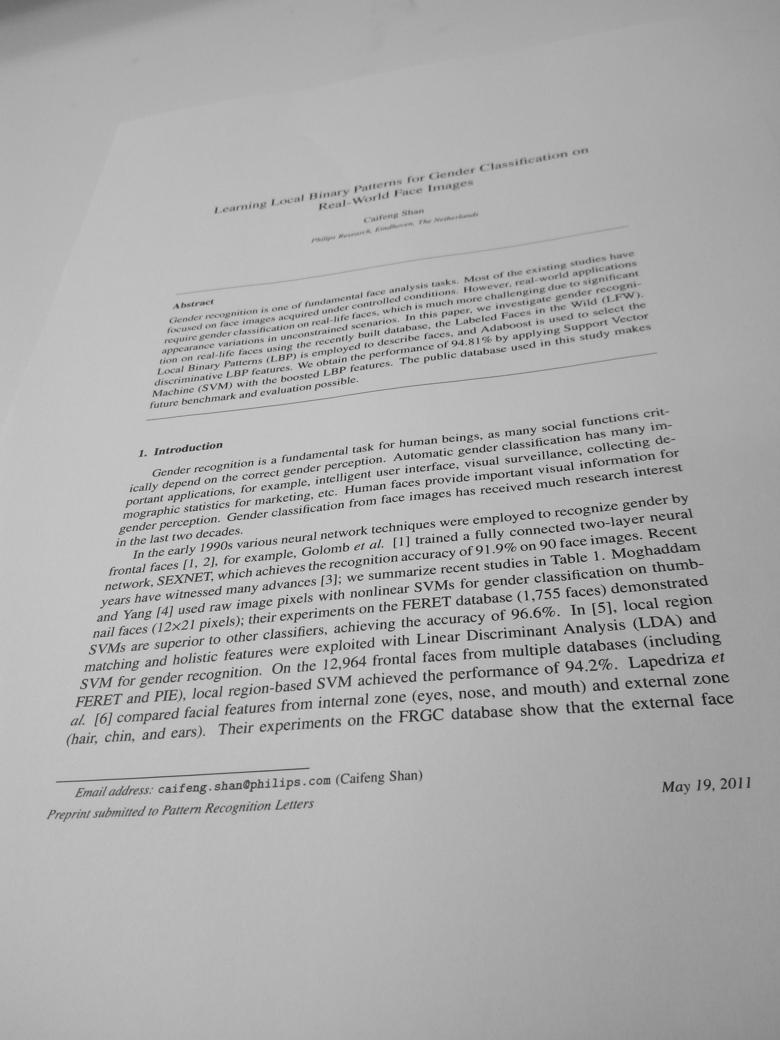 Learning Local Binary Patterns for Gender Classification on
Real-World Face Images
Caifeng Shan
Philips Research, Eindhoven, The Netherlands
Abstract
Gender recognition is one of fundamental face analysis tasks. Most of the existing studies have
focused on face images acquired under controlled conditions. However, real-world applications
require gender classification on real-life faces, which is much more challenging due to significant
appearance variations in unconstrained scenarios. In this paper, we investigate gender recogni-
tion on real-life faces using the recently built database, the Labeled Faces in the Wild (LFW).
Local Binary Patterns (LBP) is employed to describe faces, and Adaboost is used to select the
discriminative LBP features. We obtain the performance of 94.81% by applying Support Vector
Machine (SVM) with the boosted LBP features. The public database used in this study makes
future benchmark and evaluation possible.
1. Introduction
Gender recognition is a fundamental task for human beings, as many social functions crit-
ically depend on the correct gender perception. Automatic gender classification has many im-
portant applications, for example, intelligent user interface, visual surveillance, collecting de-
mographic statistics for marketing, etc. Human faces provide important visual information for
gender perception. Gender classification from face images has received much research interest
in the last two decades.
In the early 1990s various neural network techniques were employed to recognize gender by
frontal faces [1, 2], for example, Golomb et al. [1] trained a fully connected two-layer neural
network, SEXNET, which achieves the recognition accuracy of 91.9% on 90 face images. Recent
years have witnessed many advances [3]; we summarize recent studies in Table 1. Moghaddam
and Yang [4] used raw image pixels with nonlinear SVMs for gender classification on thumb-
nail faces (12×21 pixels); their experiments on the FERET database (1,755 faces) demonstrated
SVMs are superior to other classifiers, achieving the accuracy of 96.6%. In [5], local region
matching and holistic features were exploited with Linear Discriminant Analysis (LDA) and
SVM for gender recognition. On the 12,964 frontal faces from multiple databases (including
FERET and PIE), local region-based SVM achieved the performance of 94.2%. Lapedriza et
al. [6] compared facial features from internal zone (eyes, nose, and mouth) and external zone
(hair, chin, and ears). Their experiments on the FRGC database show that the external face
Email address: caifeng.shan@philips.com (Caifeng Shan)
Preprint submitted to Pattern Recognition Letters
May 19, 2011